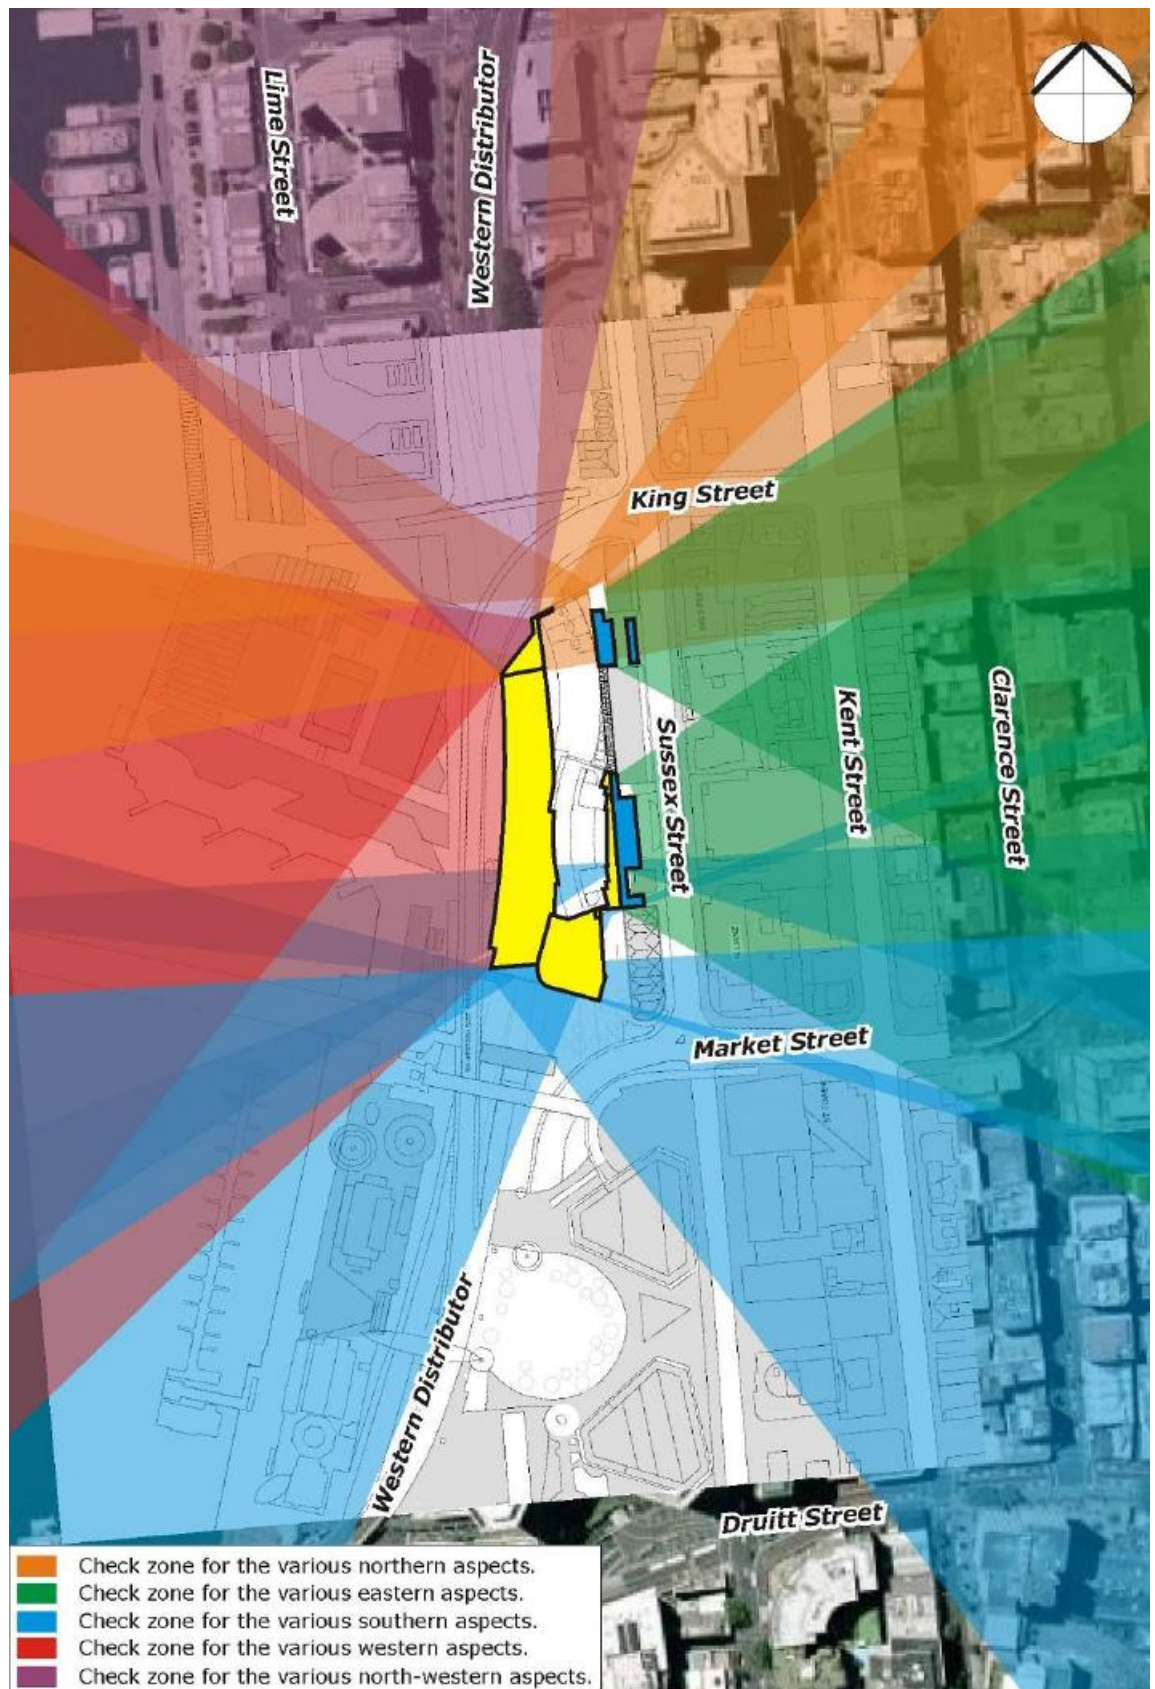 Lime Street
Western Distributor
King Street
Sussex Street
Kent Street
Clarence Street
Market Street
Western Distributor
Druitt Street
Check zone for the various northern aspects.
Check zone for the various eastern aspects.
Check zone for the various southern aspects.
Check zone for the various western aspects.
Check zone for the various north-western aspects.